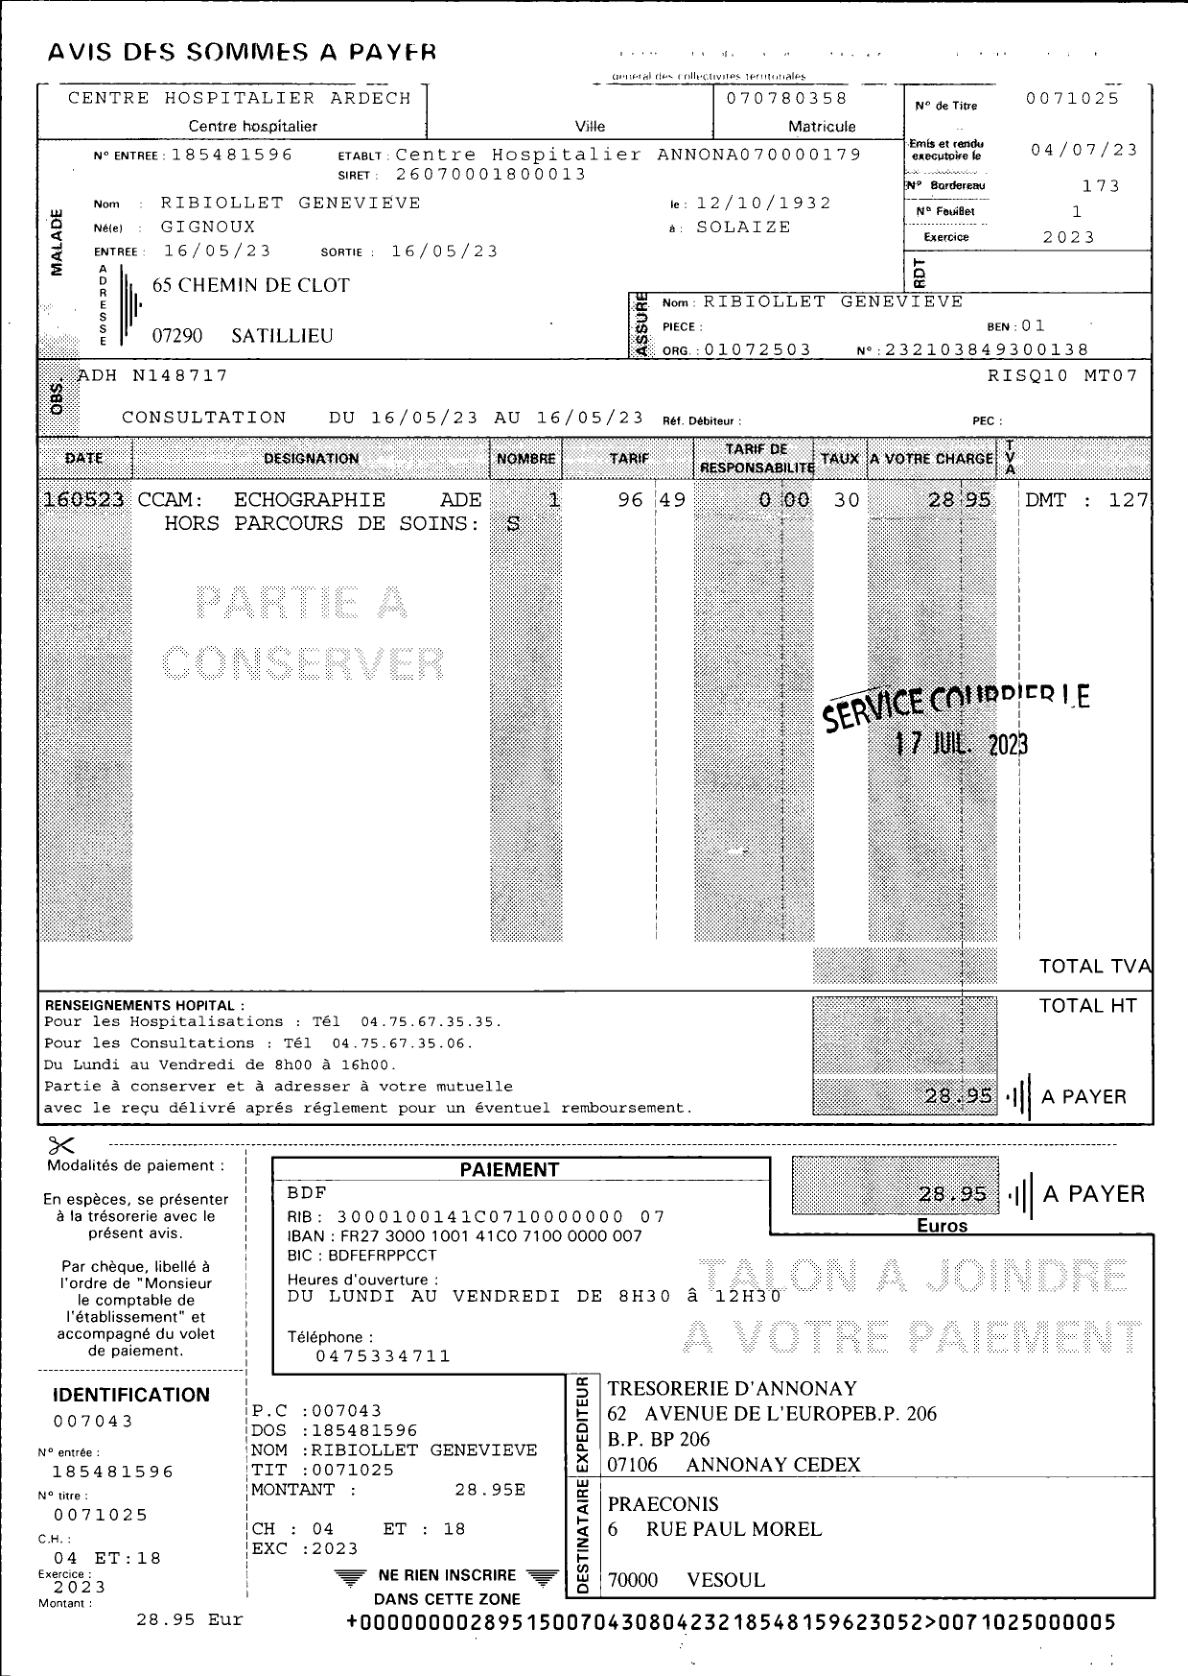 AVIS DES SOMMES A PAYER
général des collectivités territoriales
CENTRE HOSPITALIER ARDECH
Centre hospitalier
Ville
070780358
Matricule
N° de Titre 0071025
Emis et rendu
executoire le 04/07/23
N° Bordereau 173
N° Feuillet 1
Exercice 2023
RDT
MALADE
N° ENTREE : 185481596 ETABLT : Centre Hospitalier ANNONA070000179
SIRET : 26070001800013
Nom : RIBIOLLET GENEVIEVE le : 12/10/1932
Né(e) : GIGNOUX à : SOLAIZE
ENTREE : 16/05/23 SORTIE : 16/05/23
ADRESSE
65 CHEMIN DE CLOT
07290 SATILLIEU
ASSURE
Nom : RIBIOLLET GENEVIEVE
PIECE : BEN : 01
ORG. : 01072503 N° : 232103849300138
OBS.
ADH N148717 RISQ10 MT07
CONSULTATION DU 16/05/23 AU 16/05/23 Réf. Débiteur : PEC :
DATE DESIGNATION NOMBRE TARIF TARIF DE RESPONSABILITE TAUX A VOTRE CHARGE TVA
160523 CCAM: ECHOGRAPHIE ADE 1 96 49 0 00 30 28 95 DMT : 127
HORS PARCOURS DE SOINS: S
PARTIE A
CONSERVER
SERVICE COURRIER LE
17 JUIL. 2023
TOTAL TVA
RENSEIGNEMENTS HOPITAL :
TOTAL HT
Pour les Hospitalisations : Tél 04.75.67.35.35.
Pour les Consultations : Tél 04.75.67.35.06.
Du Lundi au Vendredi de 8h00 à 16h00.
Partie à conserver et à adresser à votre mutuelle
avec le reçu délivré aprés réglement pour un éventuel remboursement.
28.95 A PAYER
Modalités de paiement :
En espèces, se présenter
à la trésorerie avec le
présent avis.
Par chèque, libellé à
l'ordre de "Monsieur
le comptable de
l'établissement" et
accompagné du volet
de paiement.
PAIEMENT
BDF
RIB : 3000100141C0710000000 07
IBAN : FR27 3000 1001 41C0 7100 0000 007
BIC : BDFEFRPPCCT
Heures d'ouverture :
DU LUNDI AU VENDREDI DE 8H30 â 12H30
Téléphone :
0475334711
28.95 A PAYER
Euros
TALON A JOINDRE
A VOTRE PAIEMENT
IDENTIFICATION
007043
N° entrée :
185481596
N° titre :
0071025
C.H. :
04 ET:18
Exercice :
2023
Montant :
28.95 Eur
P.C :007043
DOS :185481596
NOM :RIBIOLLET GENEVIEVE
TIT :0071025
MONTANT : 28.95E
CH : 04 ET : 18
EXC :2023
NE RIEN INSCRIRE
DANS CETTE ZONE
EXPEDITEUR
TRESORERIE D'ANNONAY
62 AVENUE DE L'EUROPEB.P. 206
B.P. BP 206
07106 ANNONAY CEDEX
DESTINATAIRE
PRAECONIS
6 RUE PAUL MOREL
70000 VESOUL
+00000000289515007043080423218548159623052>0071025000005